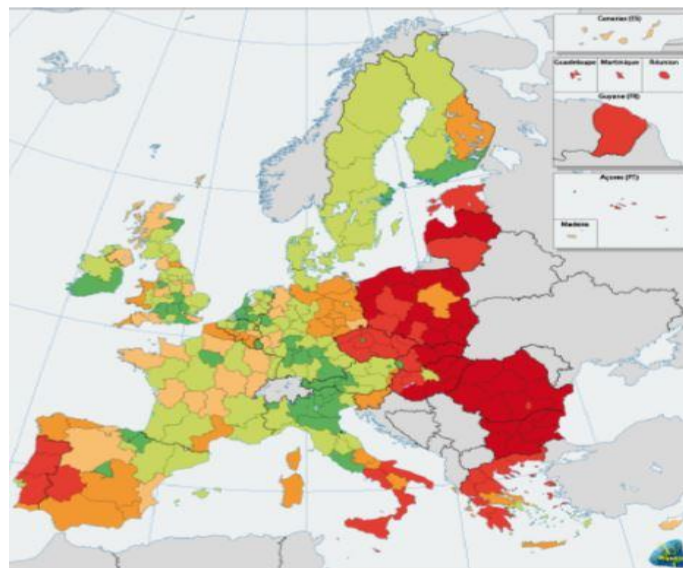 Canarias (ES)
Guadeloupe Martinique Réunion
Guyane (FR)
Açores (PT)
Madeira